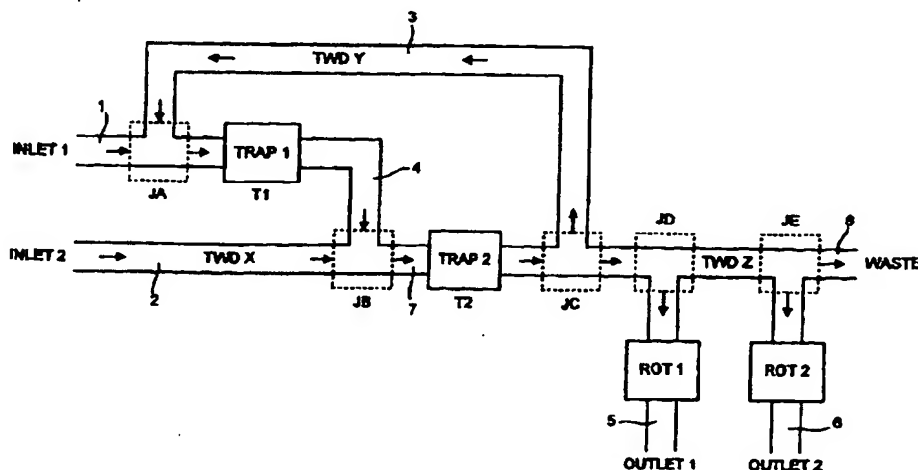 3
TWD Y
1
INLET 1
TRAP 1
4
JA
T1
JD
JE
8
INLET 2
TWD X
TRAP 2
TWD Z
WASTE
2
JB
7
T2
JC
ROT 1
ROT 2
5
6
OUTLET 1
OUTLET 2